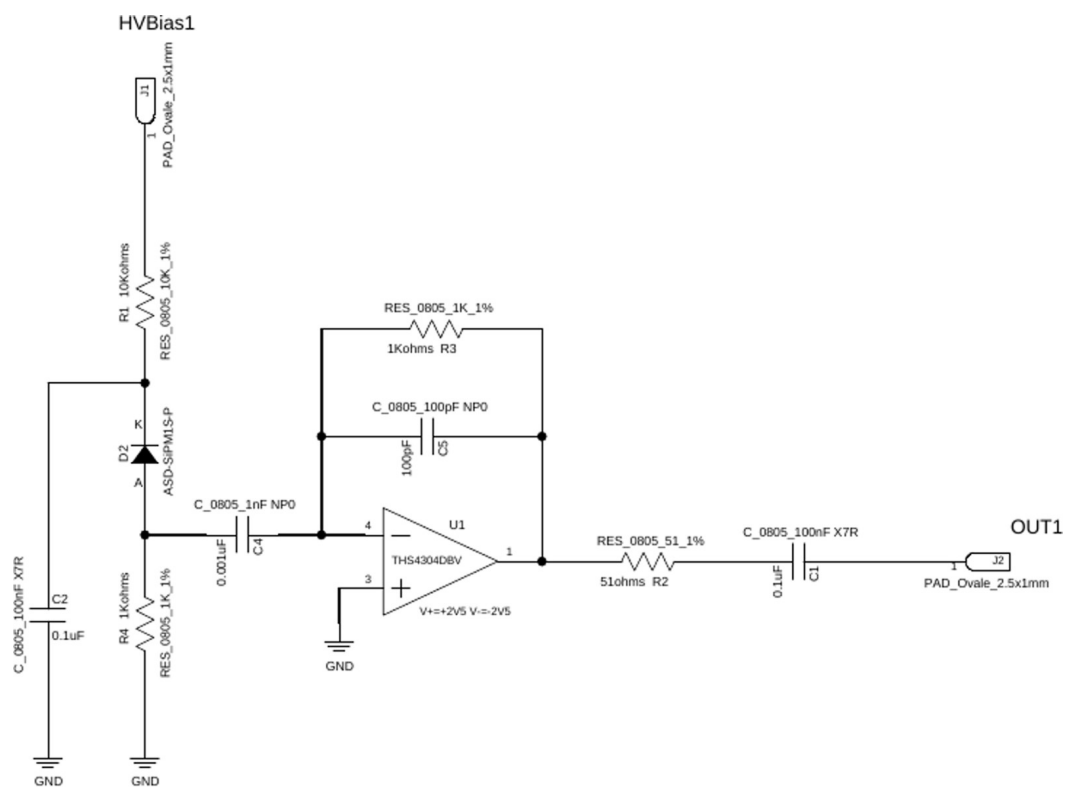 HVBias1
J1
1
PAD_Ovale_2.5x1mm
R1 10Kohms
RES_0805_10K_1%
K
D2
A
ASD-SiPM1S-P
C_0805_100nF X7R
C2
0.1uF
GND
R4 1Kohms
RES_0805_1K_1%
GND
C_0805_1nF NP0
0.001uF
C4
RES_0805_1K_1%
1Kohms R3
C_0805_100pF NP0
100pF
C5
U1
4
3
1
THS4304DBV
V+=+2V5 V-=-2V5
GND
RES_0805_51_1%
51ohms R2
C_0805_100nF X7R
0.1uF
C1
OUT1
1
J2
PAD_Ovale_2.5x1mm